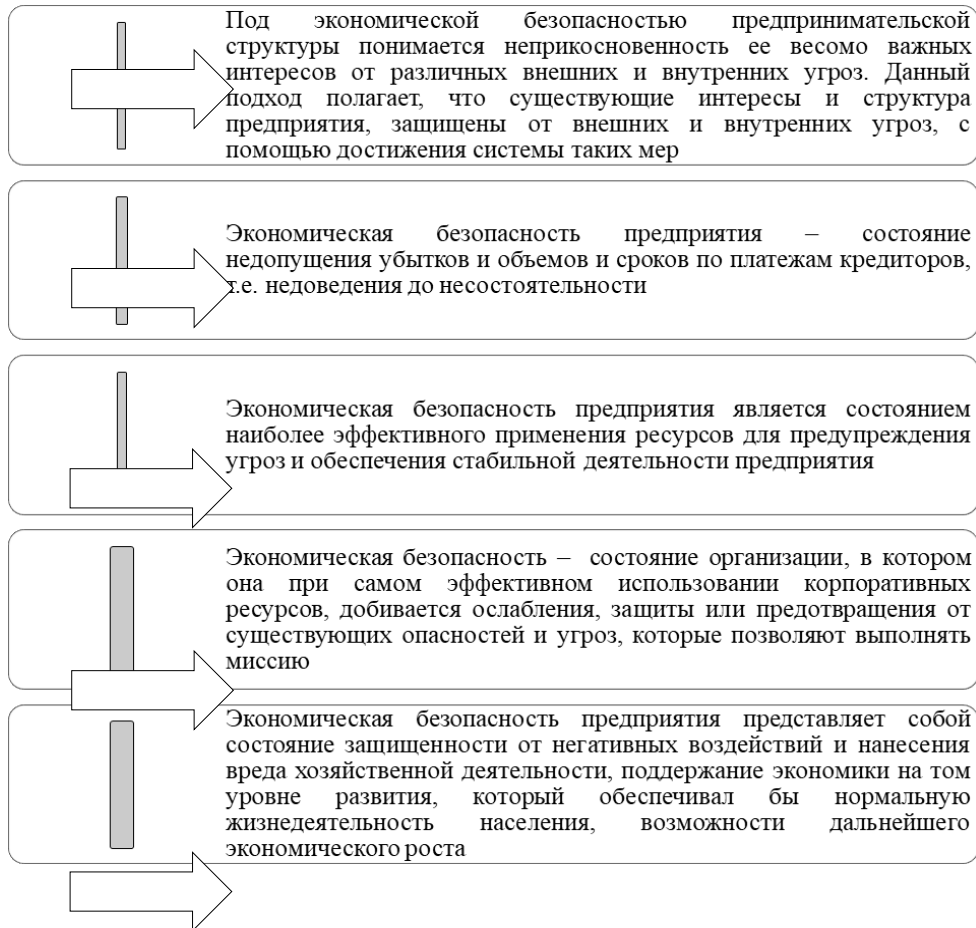 Под экономической безопасностью предпринимательской
структуры понимается неприкосновенность ее весомо важных
интересов от различных внешних и внутренних угроз. Данный
подход полагает, что существующие интересы и структура
предприятия, защищены от внешних и внутренних угроз, с
помощью достижения системы таких мер
Экономическая безопасность предприятия – состояние
недопущения убытков и объемов и сроков по платежам кредиторов,
т.е. недоведения до несостоятельности
Экономическая безопасность предприятия является состоянием
наиболее эффективного применения ресурсов для предупреждения
угроз и обеспечения стабильной деятельности предприятия
Экономическая безопасность – состояние организации, в котором
она при самом эффективном использовании корпоративных
ресурсов, добивается ослабления, защиты или предотвращения от
существующих опасностей и угроз, которые позволяют выполнять
миссию
Экономическая безопасность предприятия представляет собой
состояние защищенности от негативных воздействий и нанесения
вреда хозяйственной деятельности, поддержание экономики на том
уровне развития, который обеспечивал бы нормальную
жизнедеятельность населения, возможности дальнейшего
экономического роста